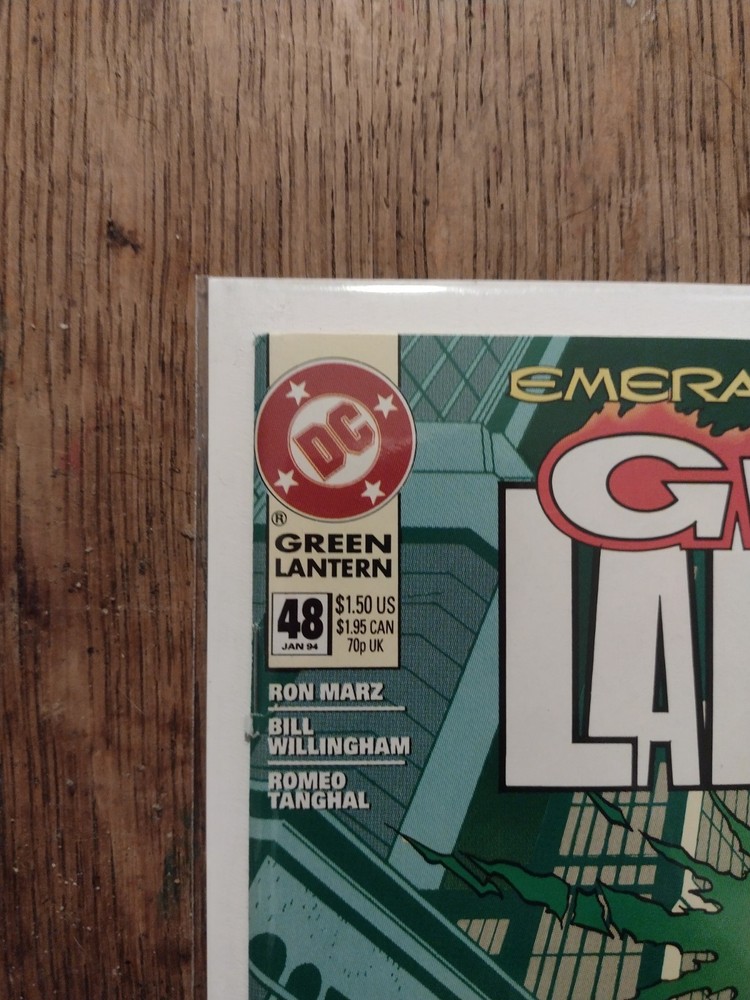 DC
®
GREEN
LANTERN
48
JAN 94
$1.50 US
$1.95 CAN
70p UK
RON MARZ
BILL
WILLINGHAM
ROMEO
TANGHAL
EMERA
G
LA